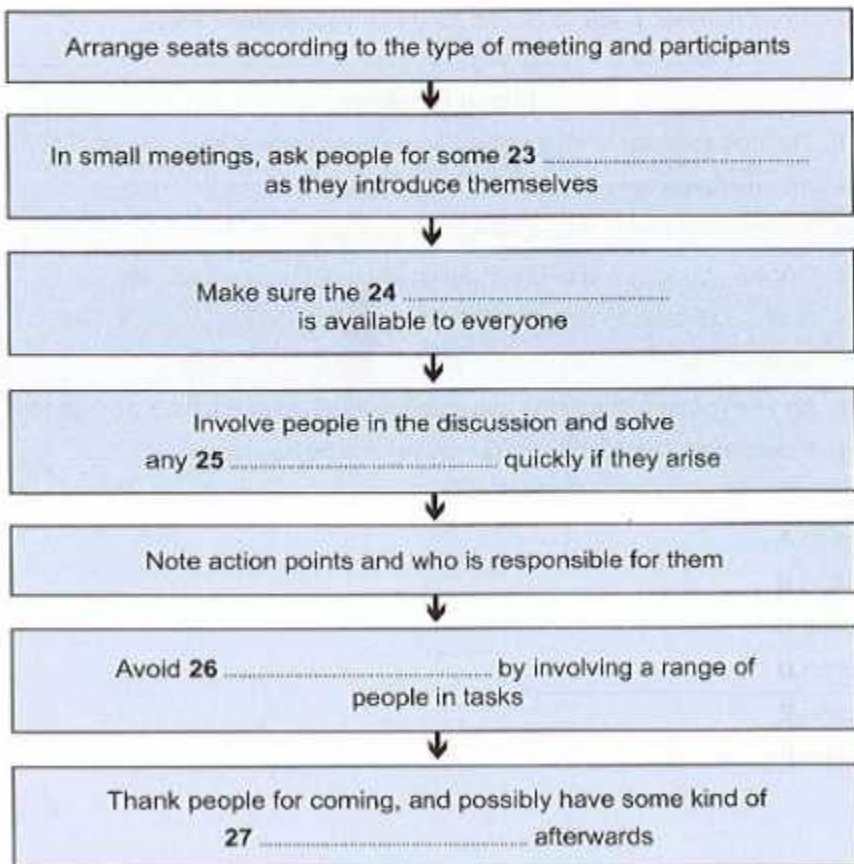 Arrange seats according to the type of meeting and participants
In small meetings, ask people for some 23 ................................
as they introduce themselves
Make sure the 24 ................................
is available to everyone
Involve people in the discussion and solve
any 25 ................................ quickly if they arise
Note action points and who is responsible for them
Avoid 26 ................................ by involving a range of
people in tasks
Thank people for coming, and possibly have some kind of
27 ................................ afterwards